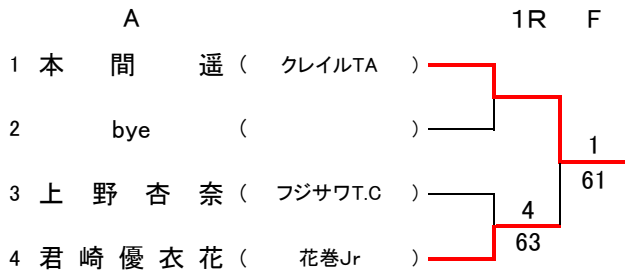 A 1R F
1 本間遥 ( クレイルTA )
2 bye ( )
1
61
3 上野杏奈 ( フジサワT.C )
4
63
4 君崎優衣花 ( 花巻Jr )